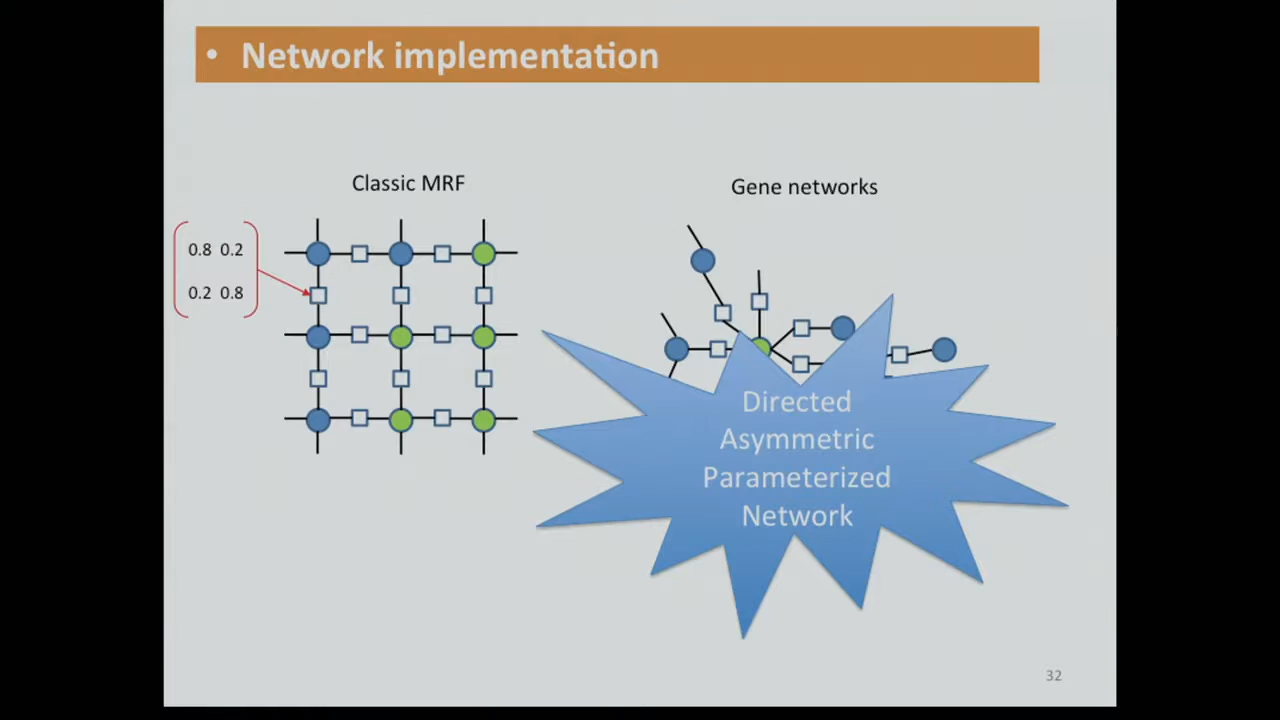 • Network implementation
Classic MRF
Gene networks
0.8 0.2
0.2 0.8
Directed
Asymmetric
Parameterized
Network
32